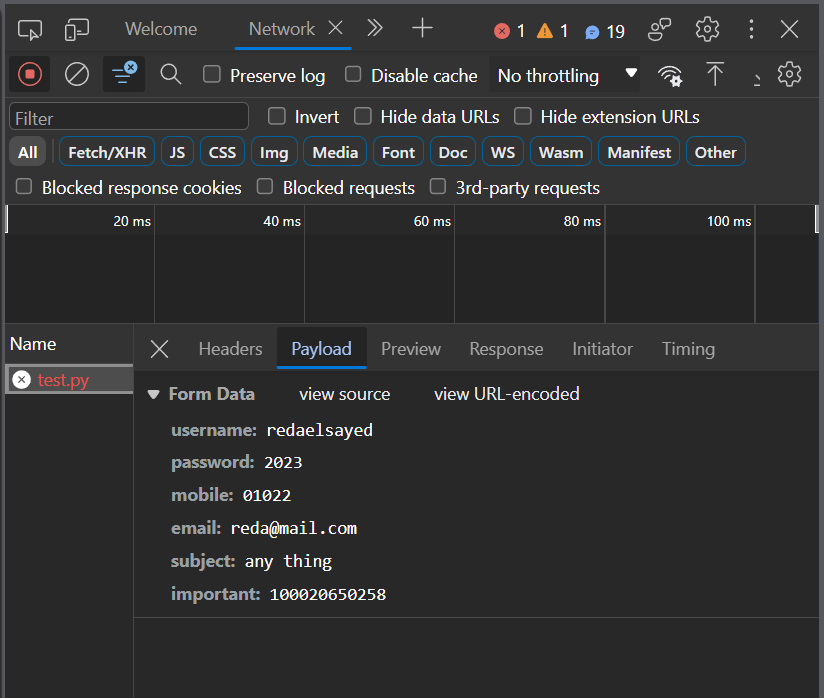 Welcome Network 1 1 19
Preserve log Disable cache No throttling
Filter Invert Hide data URLs Hide extension URLs
All Fetch/XHR JS CSS Img Media Font Doc WS Wasm Manifest Other
Blocked response cookies Blocked requests 3rd-party requests
20 ms 40 ms 60 ms 80 ms 100 ms
Name Headers Payload Preview Response Initiator Timing
test.py
Form Data view source view URL-encoded
username: redaelsayed
password: 2023
mobile: 01022
email: reda@mail.com
subject: any thing
important: 100020650258